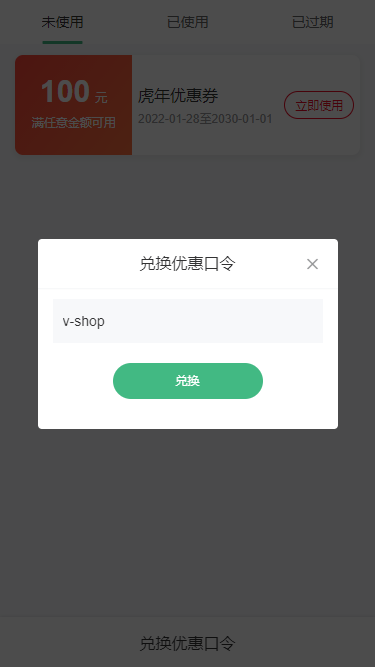 未使用 已使用 已过期
100 元
满任意金额可用
虎年优惠券
2022-01-28至2030-01-01
立即使用
兑换优惠口令
v-shop
兑换
兑换优惠口令